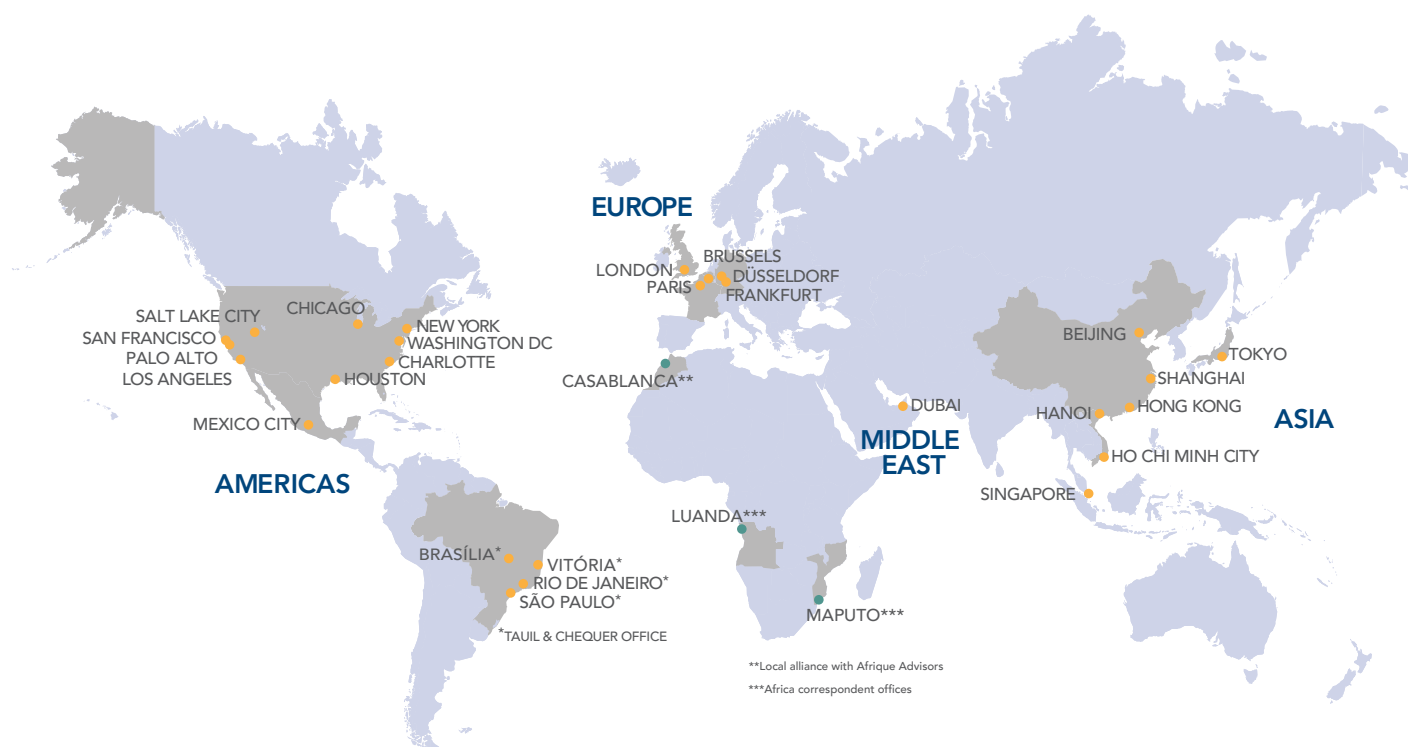 EUROPE
BRUSSELS
LONDON
DÜSSELDORF
PARIS
FRANKFURT
SALT LAKE CITY
CHICAGO
NEW YORK
SAN FRANCISCO
WASHINGTON DC
PALO ALTO
CHARLOTTE
LOS ANGELES
HOUSTON
MEXICO CITY
AMERICAS
BRASÍLIA*
VITÓRIA*
RIO DE JANEIRO*
SÃO PAULO*
*TAUIL & CHEQUER OFFICE
CASABLANCA**
LUANDA***
MAPUTO***
DUBAI
MIDDLE
EAST
BEIJING
TOKYO
SHANGHAI
HANOI
HONG KONG
ASIA
HO CHI MINH CITY
SINGAPORE
**Local alliance with Afrique Advisors
***Africa correspondent offices